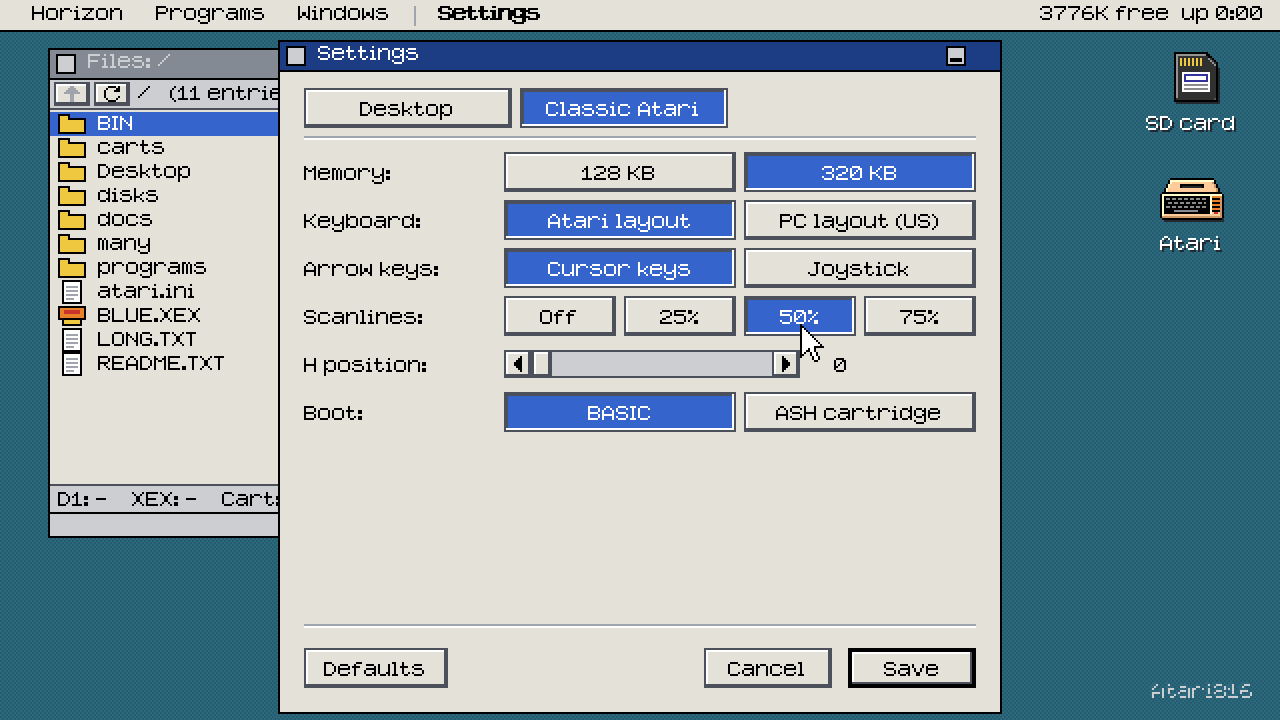 Horizon Programs Windows | Settings 3776K free up 0:00
Files: /
/ (11 entrie
BIN
carts
Desktop
disks
docs
many
programs
atari.ini
BLUE.XEX
LONG.TXT
README.TXT
D1: - XEX: - Cart:
Settings
Desktop Classic Atari
Memory: 128 KB 320 KB
Keyboard: Atari layout PC layout (US)
Arrow keys: Cursor keys Joystick
Scanlines: Off 25% 50% 75%
H position: 0
Boot: BASIC ASH cartridge
Defaults Cancel Save
SD card
Atari
Atari816